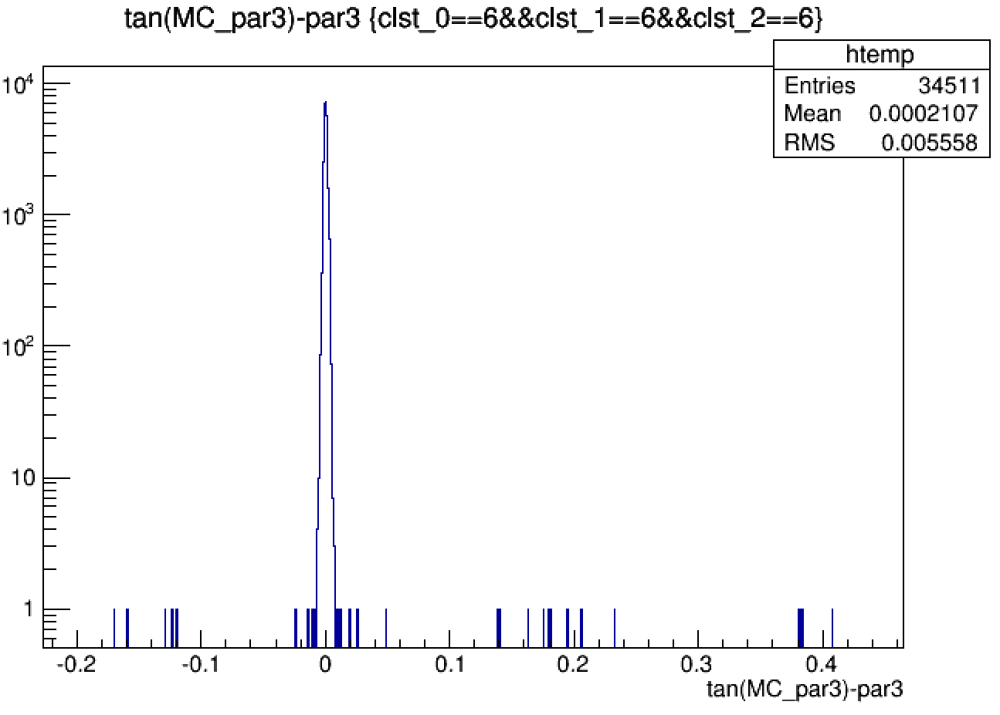 tan(MC_par3)-par3 {clst_0==6&&clst_1==6&&clst_2==6}
htemp
Entries 34511
Mean 0.0002107
RMS 0.005558
10^4
10^3
10^2
10
1
-0.2 -0.1 0 0.1 0.2 0.3 0.4
tan(MC_par3)-par3